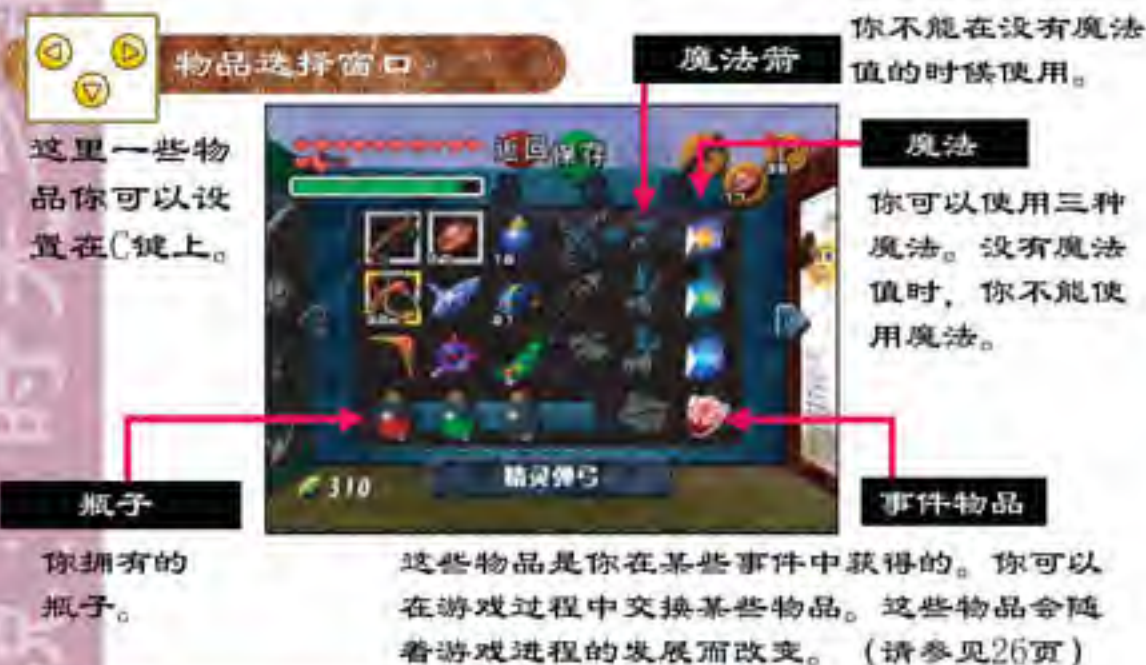 物品选择窗口
这里一些物
品你可以设
置在C键上。
魔法箭
你不能在没有魔法
值的时候使用。
魔法
你可以使用三种
魔法。没有魔法
值时，你不能使
用魔法。
返回 保存
310
精灵弹弓
瓶子
你拥有的
瓶子。
事件物品
这些物品是你在某些事件中获得的。你可以
在游戏过程中交换某些物品。这些物品会随
着游戏进程的发展而改变。（请参见26页）